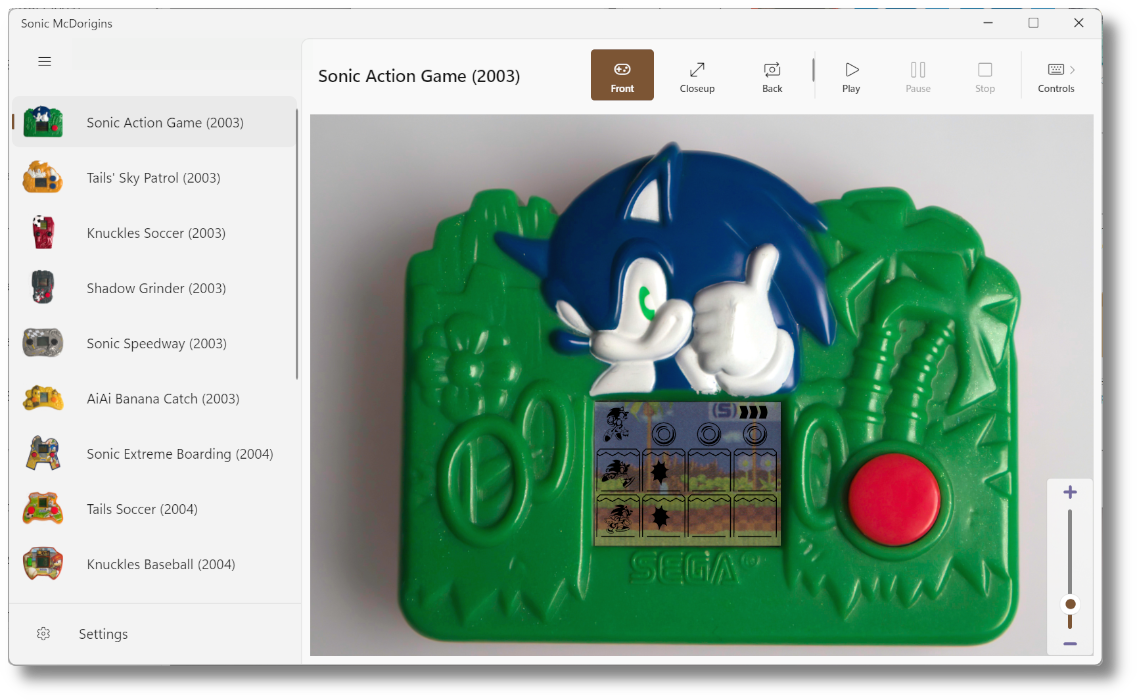 Sonic McDorigins
Sonic Action Game (2003)
Front
Closeup
Back
Play
Pause
Stop
Controls
Sonic Action Game (2003)
Tails' Sky Patrol (2003)
Knuckles Soccer (2003)
Shadow Grinder (2003)
Sonic Speedway (2003)
AiAi Banana Catch (2003)
Sonic Extreme Boarding (2004)
Tails Soccer (2004)
Knuckles Baseball (2004)
Settings
(S)
SEGA